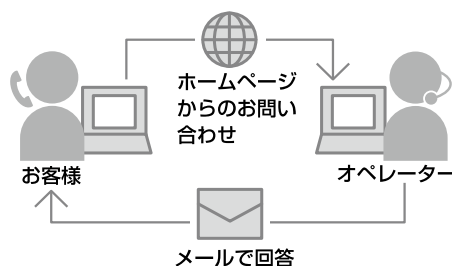 ホームページ
からのお問い
合わせ
お客様
オペレーター
メールで回答